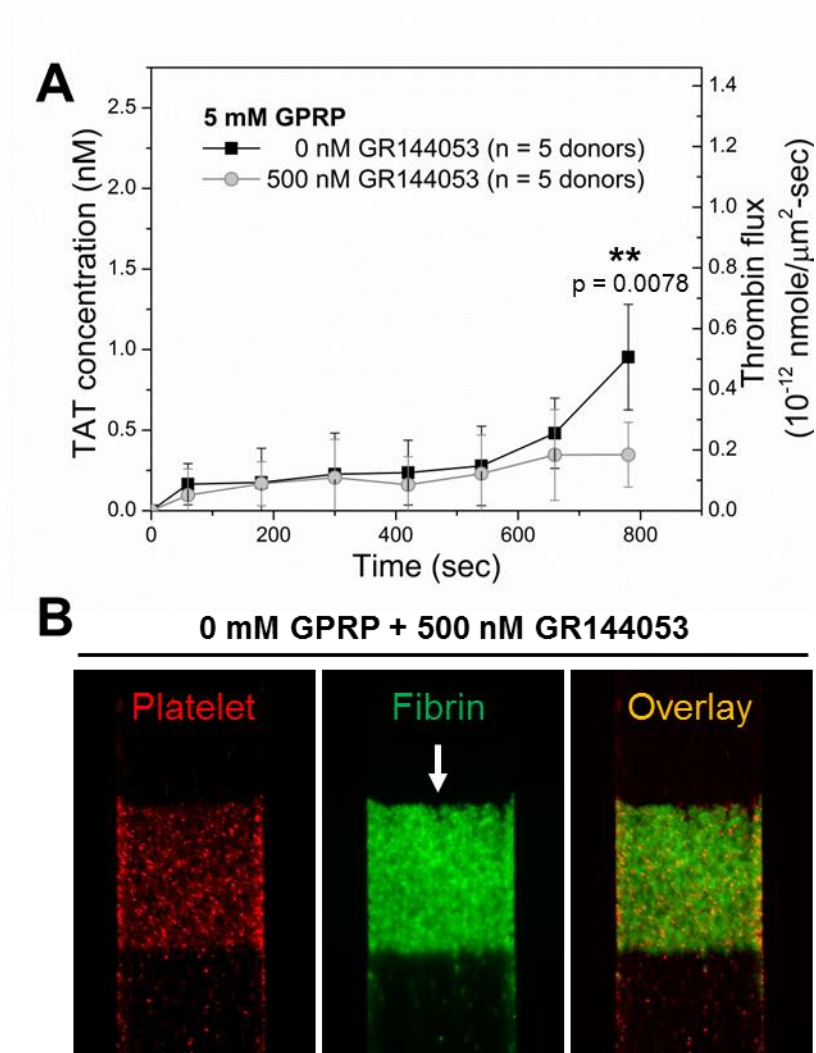 A
TAT concentration (nM)
2.5
2.0
1.5
1.0
0.5
0.0
5 mM GPRP
0 nM GR144053 (n = 5 donors)
500 nM GR144053 (n = 5 donors)
**
p = 0.0078
1.4
1.2
1.0
0.8
0.6
0.4
0.2
0.0
Thrombin flux
(10⁻¹² nmole/μm²-sec)
0 200 400 600 800
Time (sec)
B
0 mM GPRP + 500 nM GR144053
Platelet Fibrin Overlay